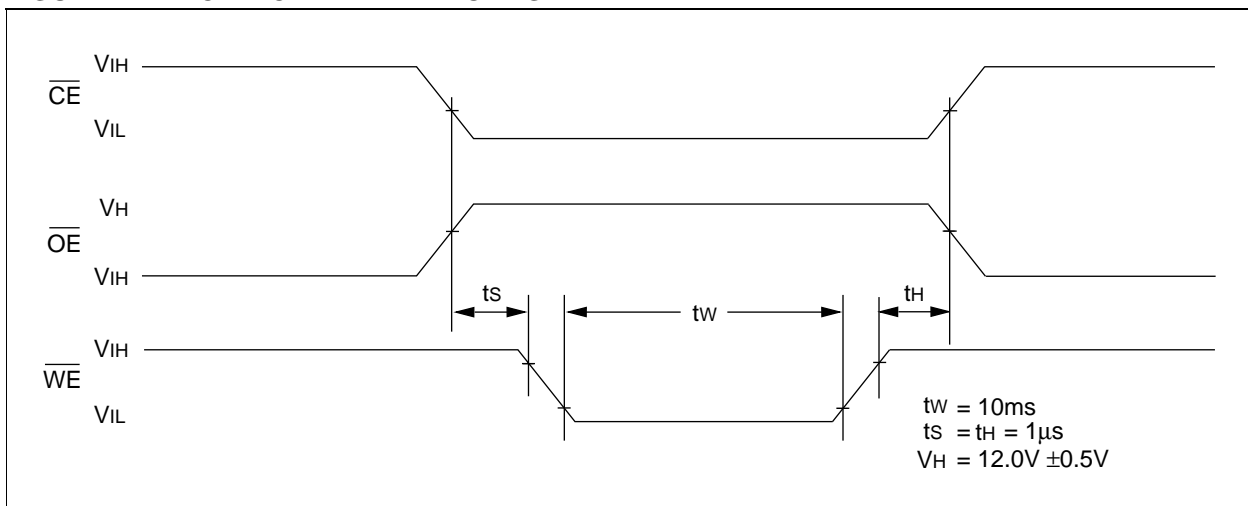 VIH
CE
VIL
VH
OE
VIH
tS
tW
tH
VIH
WE
VIL
tW = 10ms
tS = tH = 1µs
VH = 12.0V ±0.5V